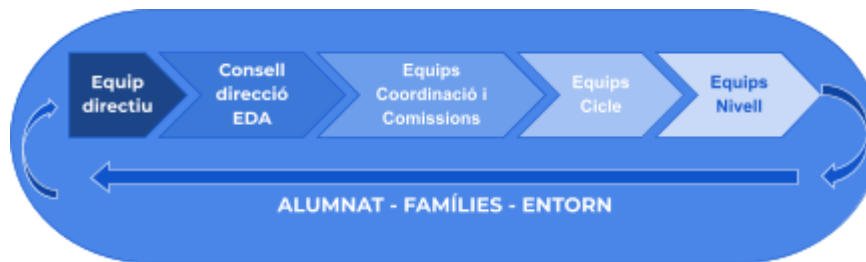 Equip
directiu
Consell
direcció
EDA
Equips
Coordinació i
Comissions
Equips
Cicle
Equips
Nivell
ALUMNAT - FAMÍLIES - ENTORN